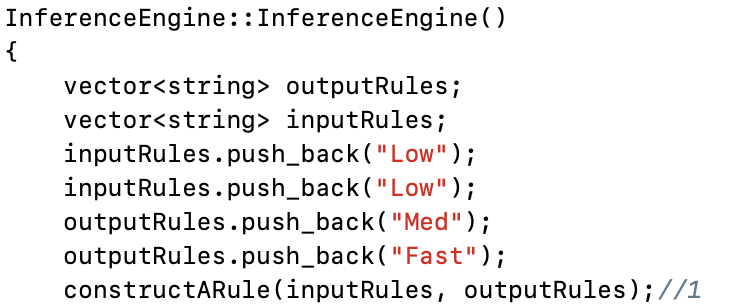 InferenceEngine::InferenceEngine()
{
    vector<string> outputRules;
    vector<string> inputRules;
    inputRules.push_back("Low");
    inputRules.push_back("Low");
    outputRules.push_back("Med");
    outputRules.push_back("Fast");
    constructARule(inputRules, outputRules);//1